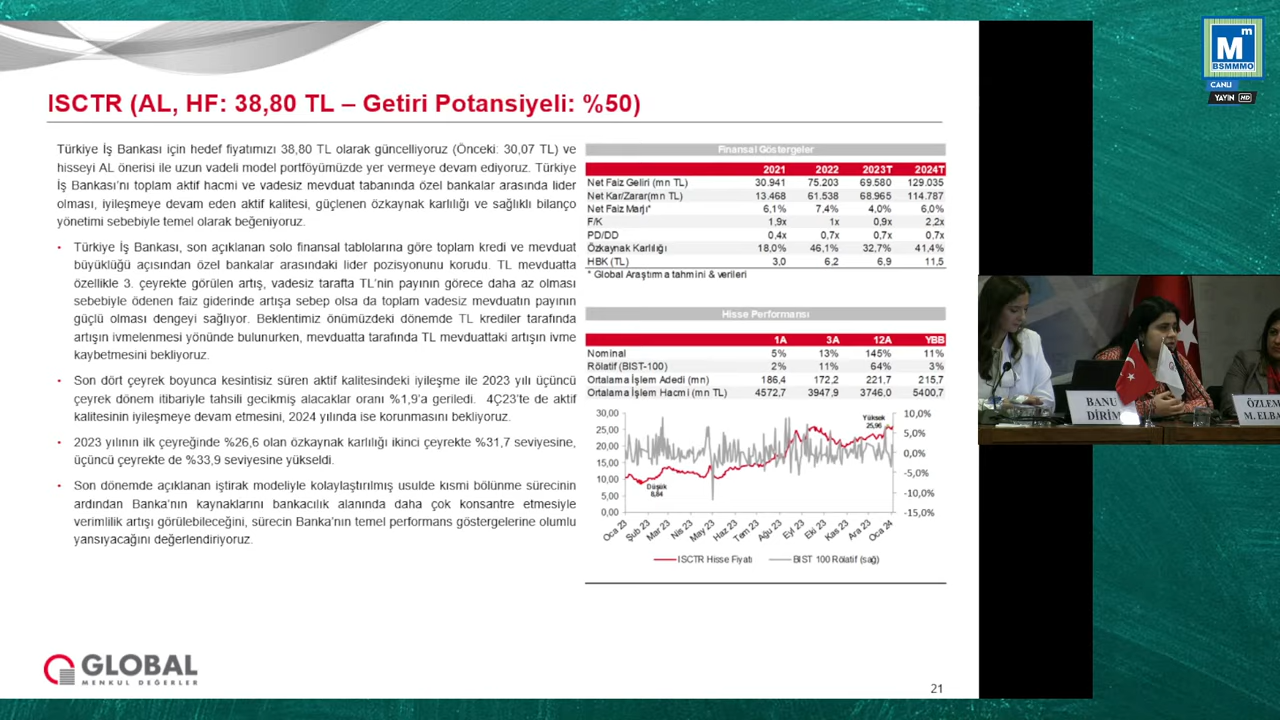 ISCTR (AL, HF: 38,80 TL – Getiri Potansiyeli: %50)
Türkiye İş Bankası için hedef fiyatımızı 38,80 TL olarak güncelliyoruz (Önceki: 30,07 TL) ve
hisseyi AL önerisi ile uzun vadeli model portföyümüzde yer vermeye devam ediyoruz. Türkiye
İş Bankası'nı toplam aktif hacmi ve vadesiz mevduat tabanında özel bankalar arasında lider
olması, iyileşmeye devam eden aktif kalitesi, güçlenen özkaynak karlılığı ve sağlıklı bilanço
yönetimi sebebiyle temel olarak beğeniyoruz.
• Türkiye İş Bankası, son açıklanan solo finansal tablolarına göre toplam kredi ve mevduat
büyüklüğü açısından özel bankalar arasındaki lider pozisyonunu korudu. TL mevduatta
özellikle 3. çeyrekte görülen artış, vadesiz tarafta TL'nin payının görece daha az olması
sebebiyle ödenen faiz giderinde artışa sebep olsa da toplam vadesiz mevduatın payının
güçlü olması dengeyi sağlıyor. Beklentimiz önümüzdeki dönemde TL krediler tarafında
artışın ivmelenmesi yönünde bulunurken, mevduatta tarafında TL mevduattaki artışın ivme
kaybetmesini bekliyoruz.
• Son dört çeyrek boyunca kesintisiz süren aktif kalitesindeki iyileşme ile 2023 yılı üçüncü
çeyrek dönem itibariyle tahsili gecikmiş alacaklar oranı %1,9'a geriledi. 4Ç23'te de aktif
kalitesinin iyileşmeye devam etmesini, 2024 yılında ise korunmasını bekliyoruz.
• 2023 yılının ilk çeyreğinde %26,6 olan özkaynak karlılığı ikinci çeyrekte %31,7 seviyesine,
üçüncü çeyrekte de %33,9 seviyesine yükseldi.
• Son dönemde açıklanan iştirak modeliyle kolaylaştırılmış usulde kısmi bölünme sürecinin
ardından Banka'nın kaynaklarını bankacılık alanında daha çok konsantre etmesiyle
verimlilik artışı görülebileceğini, sürecin Banka'nın temel performans göstergelerine olumlu
yansıyacağını değerlendiriyoruz.
Finansal Göstergeler
2021 2022 2023T 2024T
Net Faiz Geliri (mn TL) 30.941 75.203 69.580 129.035
Net Kar/Zarar(mn TL) 13.468 61.538 68.965 114.787
Net Faiz Marjı* 6,1% 7,4% 4,0% 6,0%
F/K 1,9x 1x 0,9x 2,2x
PD/DD 0,4x 0,7x 0,7x 0,7x
Özkaynak Karlılığı 18,0% 46,1% 32,7% 41,4%
HBK (TL) 3,0 6,2 6,9 11,5
* Global Araştırma tahmini & verileri
Hisse Performansı
1A 3A 12A YBB
Nominal 5% 13% 145% 11%
Rölatif (BIST-100) 2% 11% 64% 3%
Ortalama İşlem Adedi (mn) 186,4 172,2 221,7 215,7
Ortalama İşlem Hacmi (mn TL) 4572,7 3947,9 3746,0 5400,7
30,00
25,00
20,00
15,00
10,00
5,00
0,00
Yüksek
25,96
Düşük
8,84
10,0%
5,0%
0,0%
-5,0%
-10,0%
-15,0%
Oca 23 Şub 23 Mar 23 Nis 23 May 23 Haz 23 Tem 23 Ağu 23 Eyl 23 Eki 23 Kas 23 Ara 23 Oca 24
ISCTR Hisse Fiyatı BIST 100 Rölatif (sağ)
GLOBAL
MENKUL DEĞERLER
21
M m
BSMMMO
CANLI
YAYIN HD
BANU
DİRİM
ÖZLEM
M. ELBA